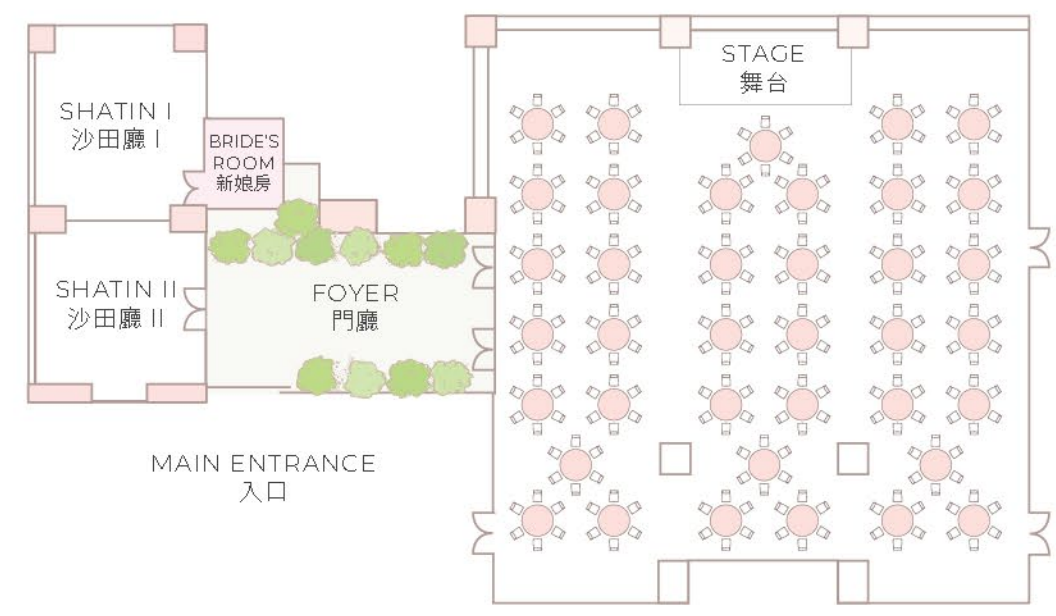 SHATIN I
沙田廳 I
BRIDE'S
ROOM
新娘房
STAGE
舞台
SHATIN II
沙田廳 II
FOYER
門廳
MAIN ENTRANCE
入口